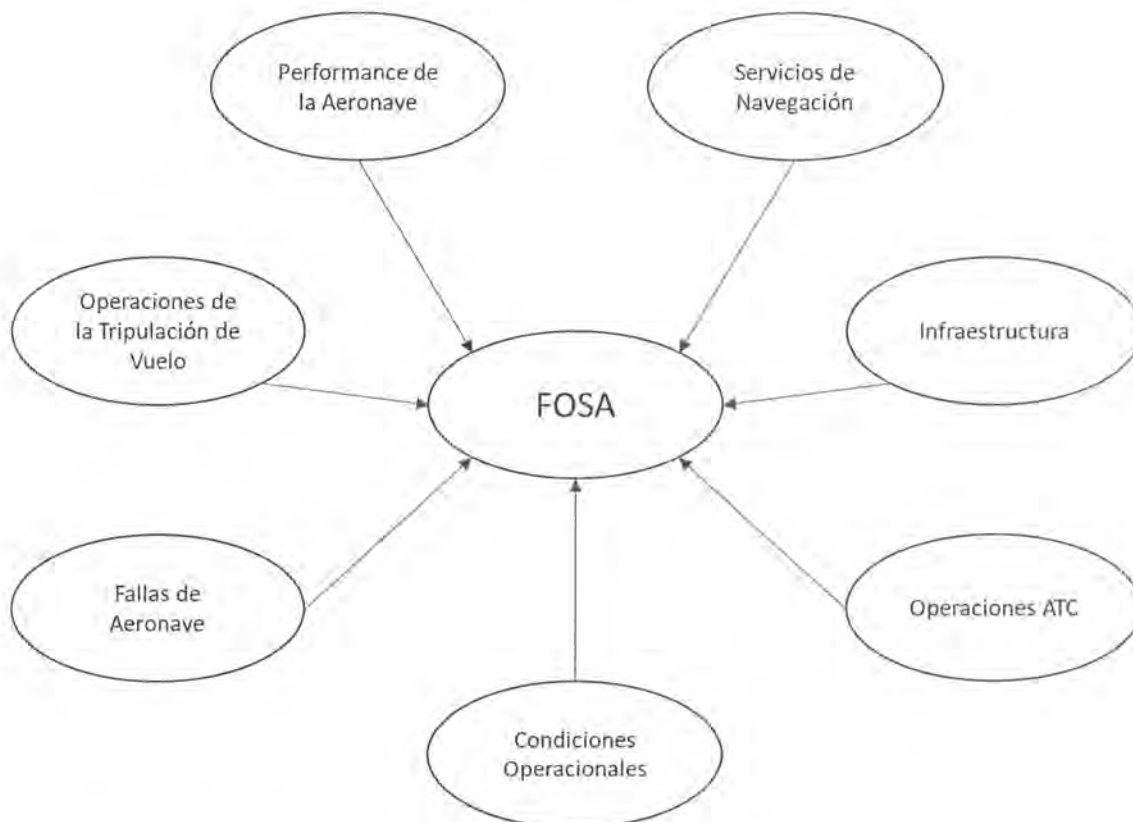 Performance de
la Aeronave
Servicios de
Navegación
Operaciones de
la Tripulación de
Vuelo
Infraestructura
FOSA
Fallas de
Aeronave
Operaciones ATC
Condiciones
Operacionales